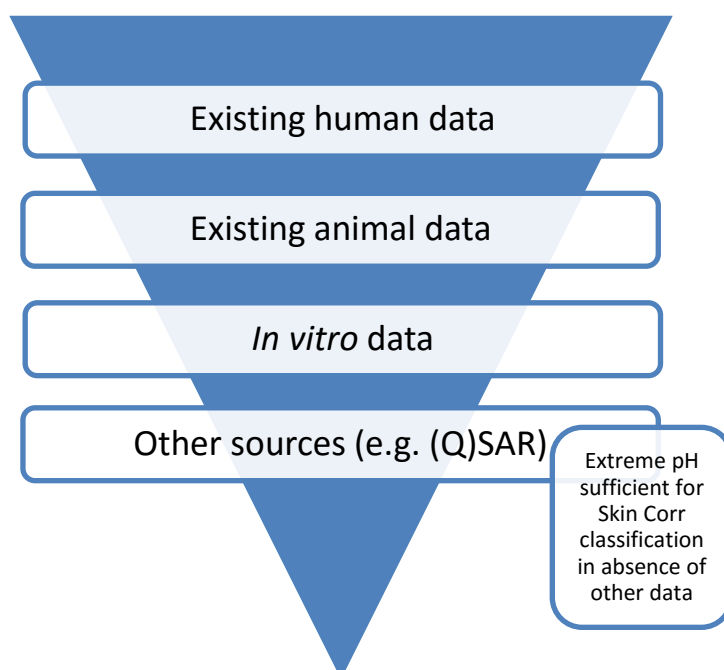 Existing human data
Existing animal data
In vitro data
Other sources (e.g. (Q)SAR)
Extreme pH
sufficient for
Skin Corr
classification
in absence of
other data